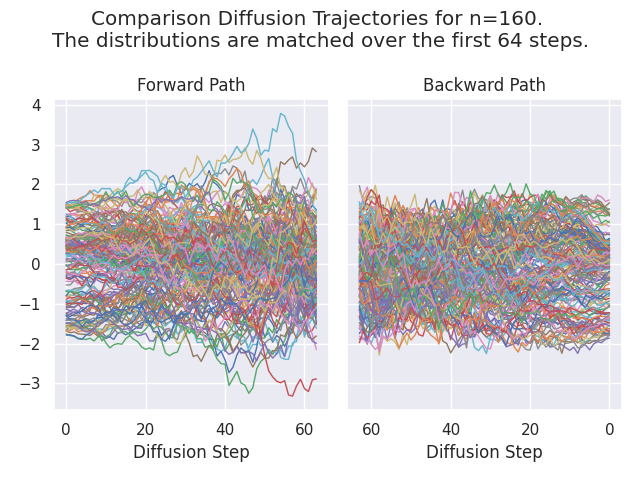 Comparison Diffusion Trajectories for n=160.
The distributions are matched over the first 64 steps.
Forward Path
Backward Path
4
3
2
1
0
−1
−2
−3
0 20 40 60
60 40 20 0
Diffusion Step
Diffusion Step